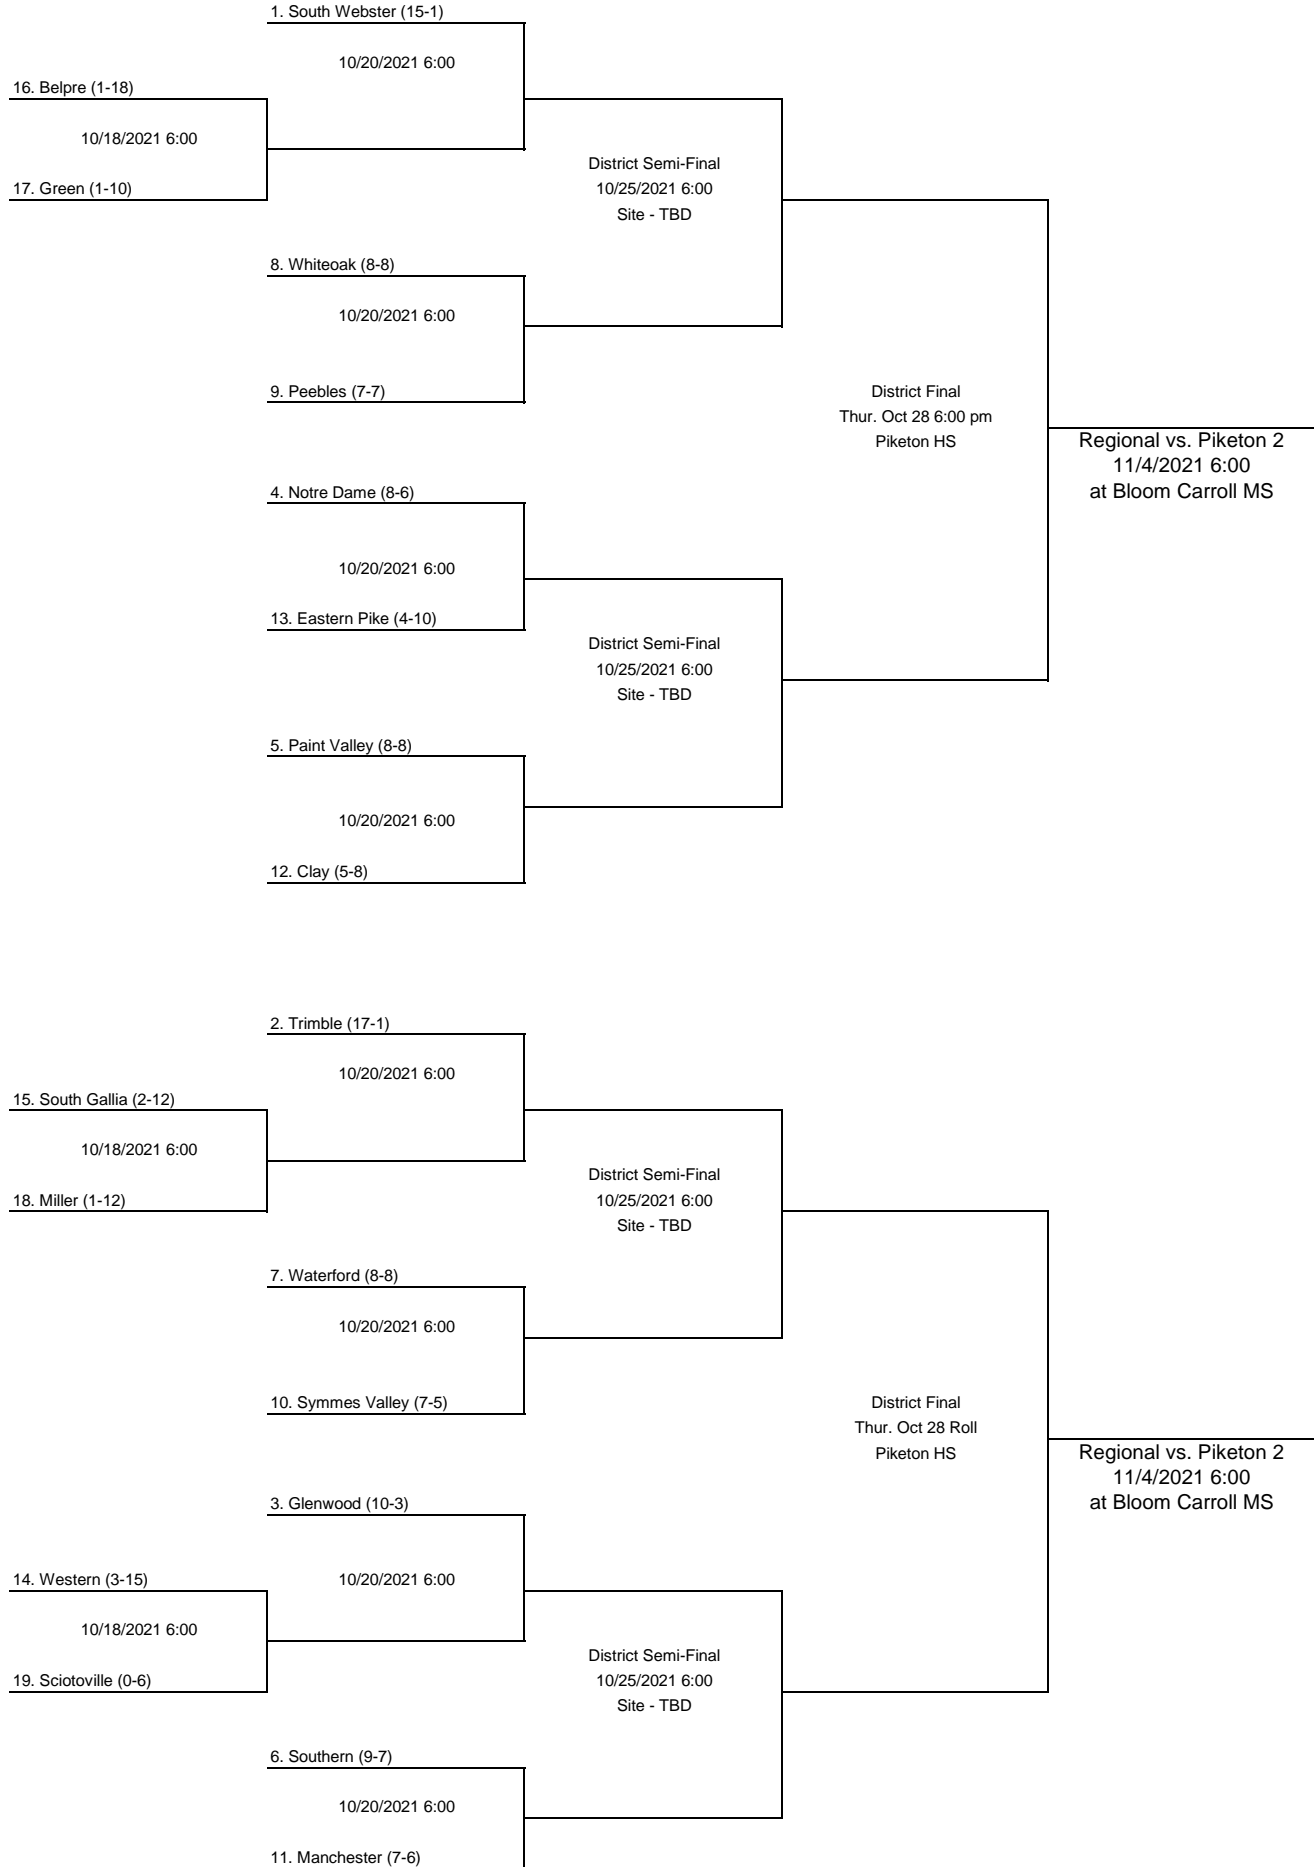 1. South Webster (15-1)
10/20/2021 6:00
16. Belpre (1-18)
10/18/2021 6:00
17. Green (1-10)
District Semi-Final
10/25/2021 6:00
Site - TBD
8. Whiteoak (8-8)
10/20/2021 6:00
9. Peebles (7-7)
District Final
Thur. Oct 28 6:00 pm
Piketon HS
Regional vs. Piketon 2
11/4/2021 6:00
at Bloom Carroll MS
4. Notre Dame (8-6)
10/20/2021 6:00
13. Eastern Pike (4-10)
District Semi-Final
10/25/2021 6:00
Site - TBD
5. Paint Valley (8-8)
10/20/2021 6:00
12. Clay (5-8)
2. Trimble (17-1)
10/20/2021 6:00
15. South Gallia (2-12)
10/18/2021 6:00
18. Miller (1-12)
District Semi-Final
10/25/2021 6:00
Site - TBD
7. Waterford (8-8)
10/20/2021 6:00
10. Symmes Valley (7-5)
District Final
Thur. Oct 28 Roll
Piketon HS
Regional vs. Piketon 2
11/4/2021 6:00
at Bloom Carroll MS
3. Glenwood (10-3)
10/20/2021 6:00
14. Western (3-15)
10/18/2021 6:00
19. Sciotoville (0-6)
District Semi-Final
10/25/2021 6:00
Site - TBD
6. Southern (9-7)
10/20/2021 6:00
11. Manchester (7-6)